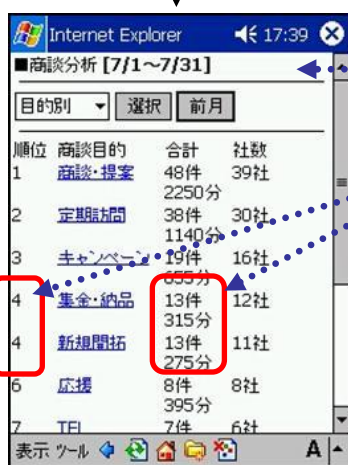 Internet Explorer 17:39
■商談分析 [7/1~7/31]
目的別 選択 前月
順位 商談目的 合計 社数
1 商談・提案 48件 39社
2250分
2 定期訪問 38件 30社
1140分
3 キャンペーン 19件 16社
655分
4 集金・納品 13件 12社
315分
4 新規開拓 13件 11社
275分
6 応援 8件 8社
395分
7 TEL 7件 6社
表示 ツール A